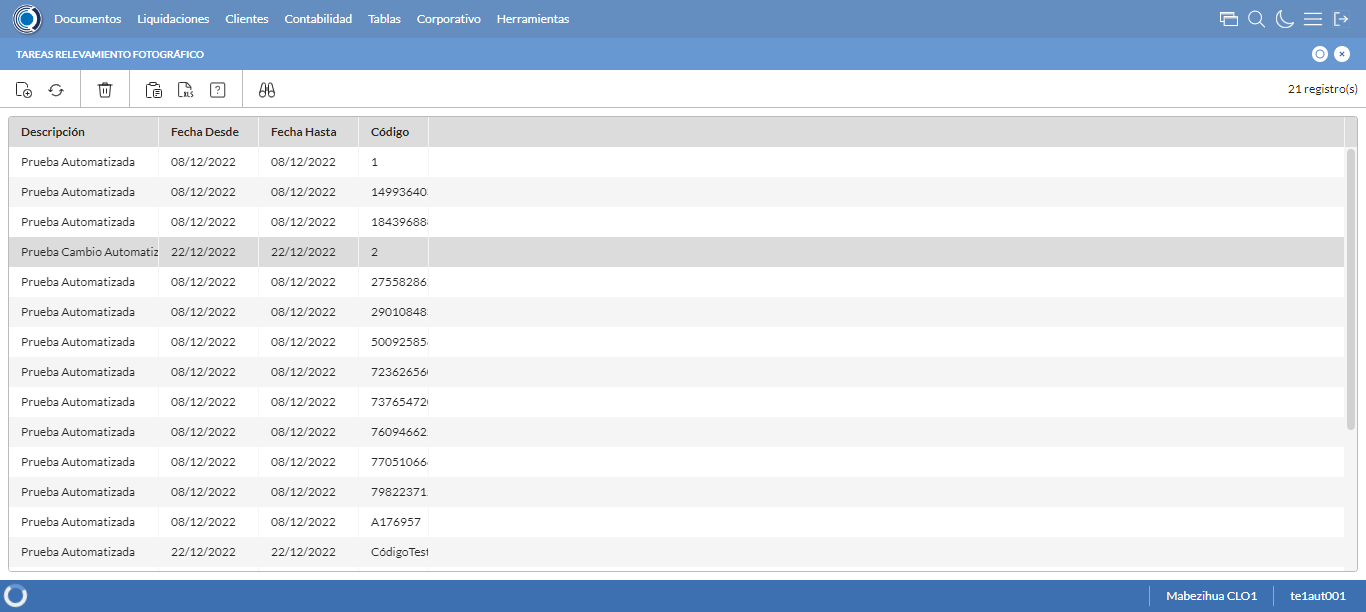 Documentos Liquidaciones Clientes Contabilidad Tablas Corporativo Herramientas
TAREAS RELEVAMIENTO FOTOGRÁFICO
XLS ? 21 registro(s)
Descripción Fecha Desde Fecha Hasta Código
Prueba Automatizada 08/12/2022 08/12/2022 1
Prueba Automatizada 08/12/2022 08/12/2022 14993640
Prueba Automatizada 08/12/2022 08/12/2022 18439688
Prueba Cambio Automatiz 22/12/2022 22/12/2022 2
Prueba Automatizada 08/12/2022 08/12/2022 27558286
Prueba Automatizada 08/12/2022 08/12/2022 29010848
Prueba Automatizada 08/12/2022 08/12/2022 50092585
Prueba Automatizada 08/12/2022 08/12/2022 72362656
Prueba Automatizada 08/12/2022 08/12/2022 73765472
Prueba Automatizada 08/12/2022 08/12/2022 76094662
Prueba Automatizada 08/12/2022 08/12/2022 77051066
Prueba Automatizada 08/12/2022 08/12/2022 79822371
Prueba Automatizada 08/12/2022 08/12/2022 A176957
Prueba Automatizada 22/12/2022 22/12/2022 CódigoTest
Mabezihua CLO1 te1aut001